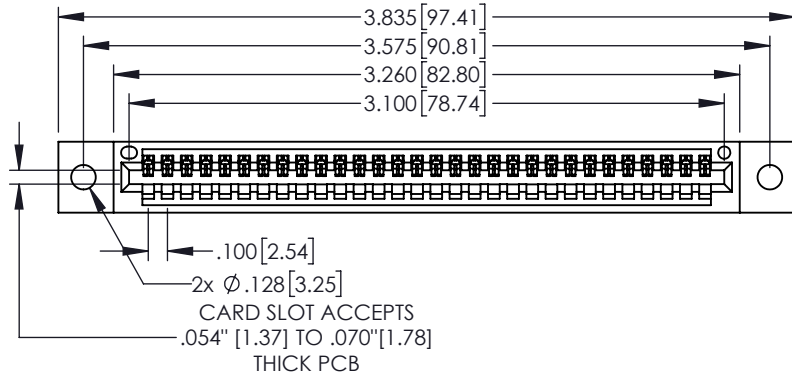 3.835[97.41]
3.575[90.81]
3.260[82.80]
3.100[78.74]
.100[2.54]
2x Ø.128[3.25]
CARD SLOT ACCEPTS
.054" [1.37] TO .070"[1.78]
THICK PCB